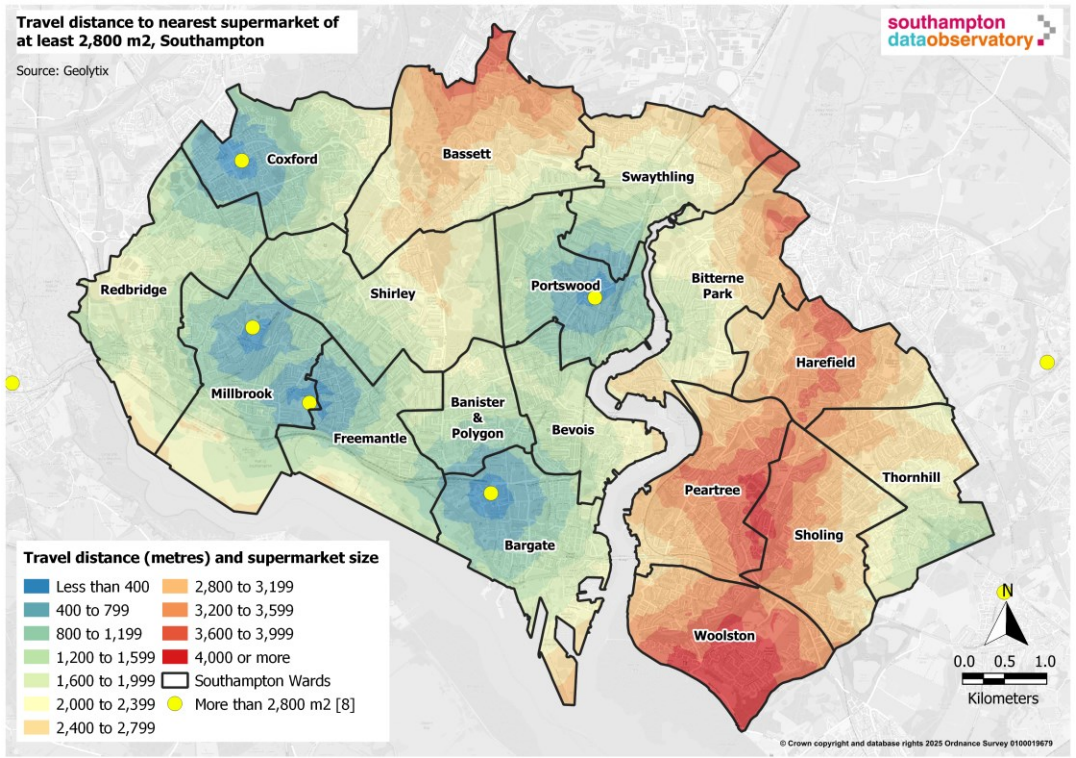 Travel distance to nearest supermarket of
at least 2,800 m2, Southampton
Source: Geolytix
southampton
dataobservatory
Coxford
Bassett
Swaythling
Redbridge
Shirley
Portswood
Bitterne
Park
Harefield
Millbrook
Freemantle
Banister
&
Polygon
Bevois
Peartree
Thornhill
Sholing
Bargate
Woolston
Travel distance (metres) and supermarket size
Less than 400
400 to 799
800 to 1,199
1,200 to 1,599
1,600 to 1,999
2,000 to 2,399
2,400 to 2,799
2,800 to 3,199
3,200 to 3,599
3,600 to 3,999
4,000 or more
Southampton Wards
More than 2,800 m2 [8]
N
0.0 0.5 1.0
Kilometers
© Crown copyright and database rights 2025 Ordnance Survey 0100019679